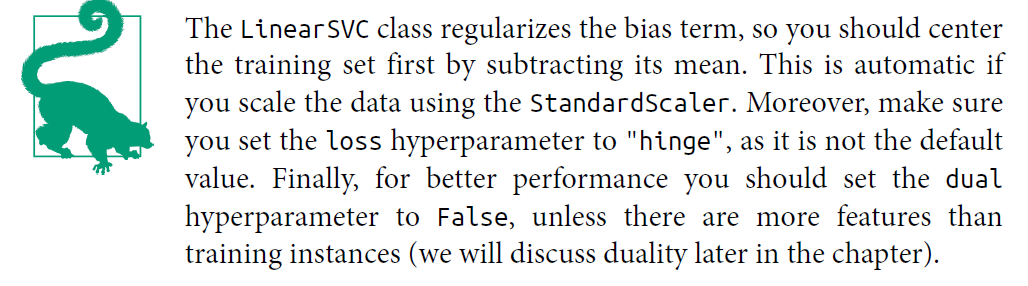 The LinearSVC class regularizes the bias term, so you should center
the training set first by subtracting its mean. This is automatic if
you scale the data using the StandardScaler. Moreover, make sure
you set the loss hyperparameter to "hinge", as it is not the default
value. Finally, for better performance you should set the dual
hyperparameter to False, unless there are more features than
training instances (we will discuss duality later in the chapter).